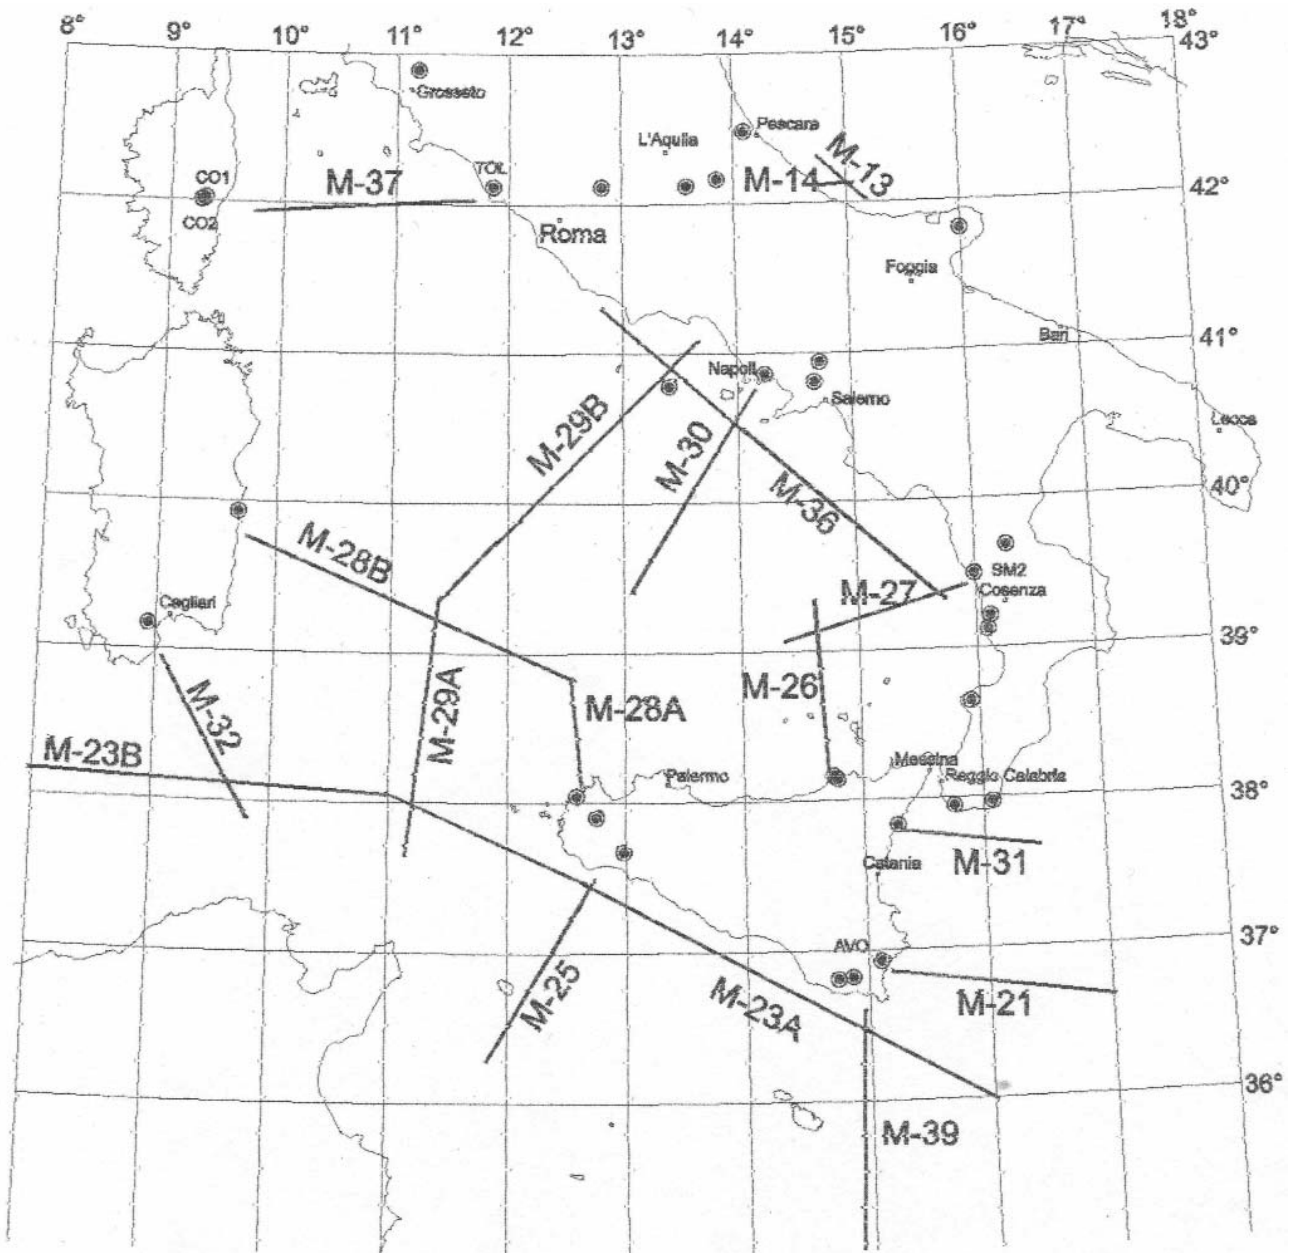 8° 9° 10° 11° 12° 13° 14° 15° 16° 17° 18°
43°
Grosseto
Pescara
L'Aquila
M-13
TOL
CO1
M-37
M-14
42°
CO2
Roma
Foggia
Bari
41°
Napoli
Salerno
M-29B
Lecce
M-30
40°
M-36
M-28B
SM2
M-27
Cosenza
Cagliari
39°
M-26
M-32
M-29A
M-28A
M-23B
Messina
Palermo
Reggio Calabria
38°
M-31
Catania
AVO
37°
M-25
M-23A
M-21
36°
M-39